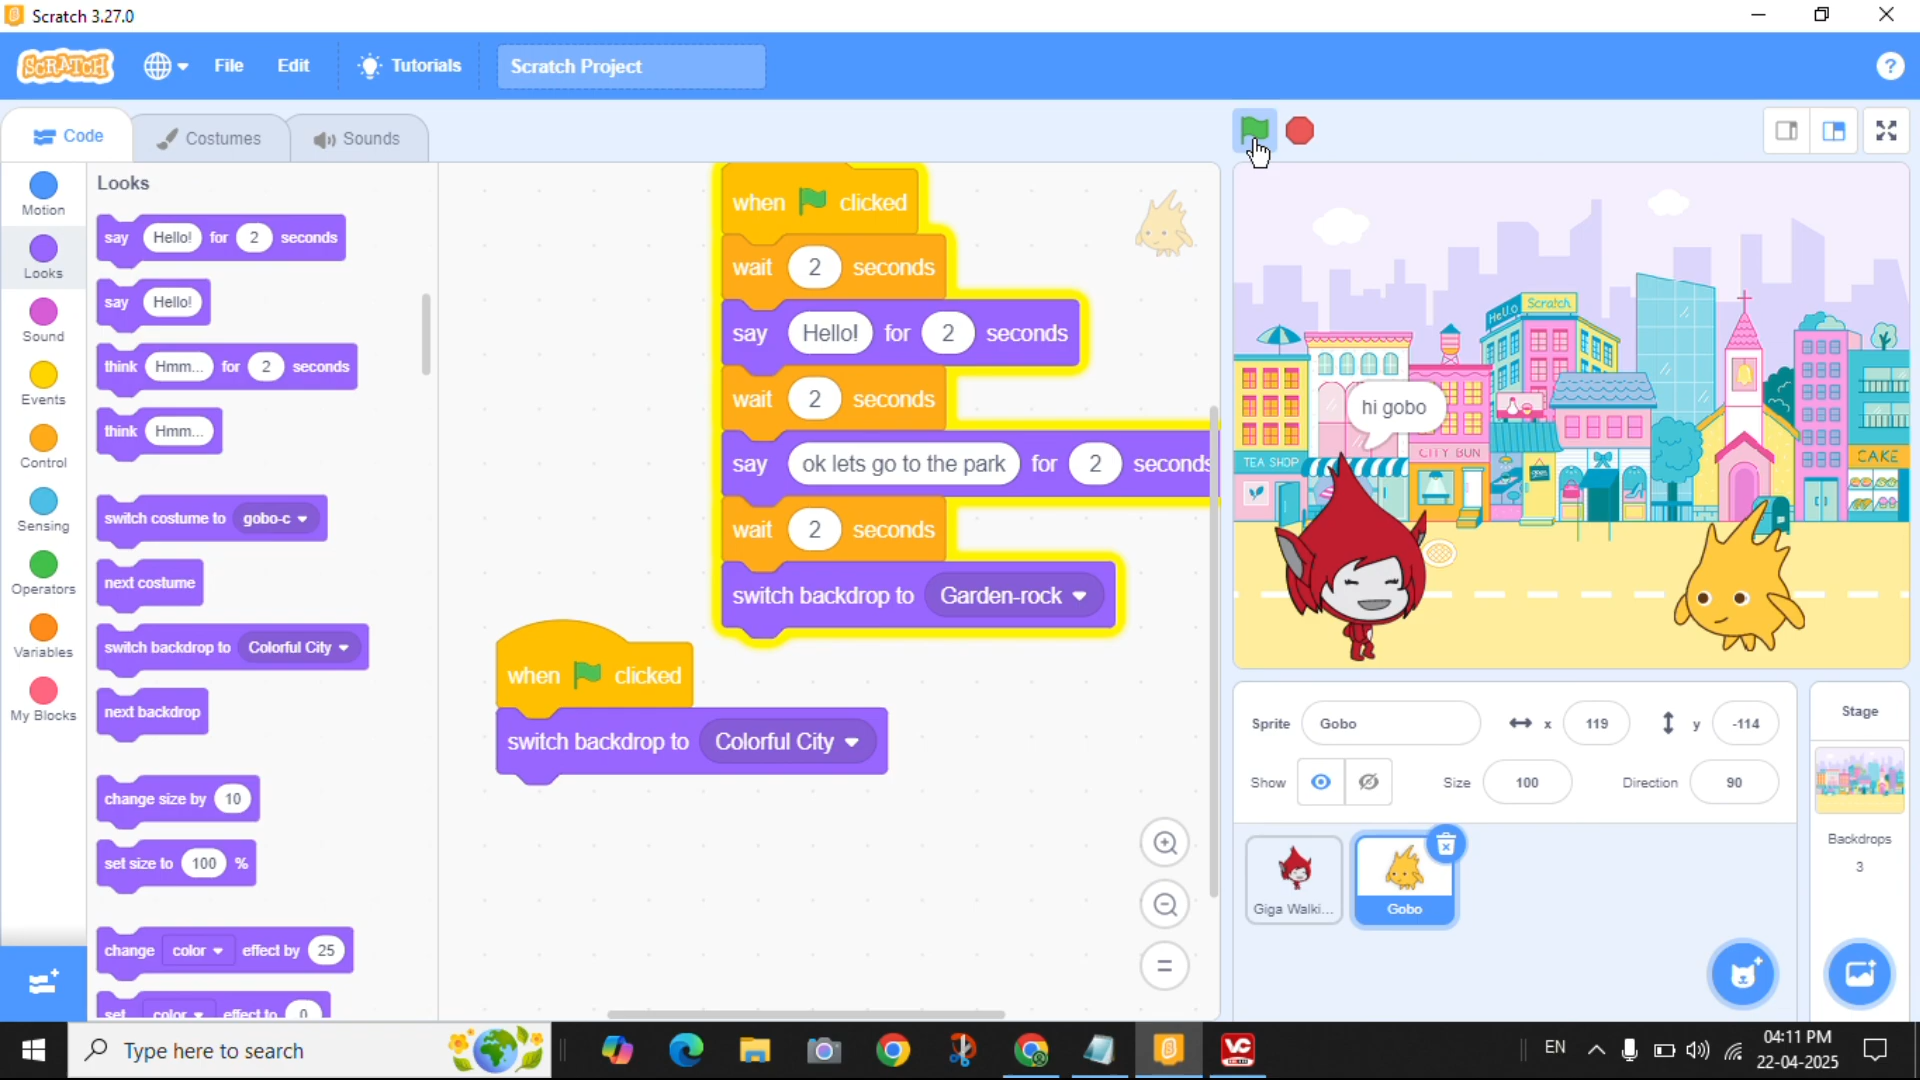 Scratch 3.27.0
SCRATCH
File
Edit
Tutorials
Scratch Project
?
Code
Costumes
Sounds
Motion
Looks
Sound
Events
Control
Sensing
Operators
Variables
My Blocks
Looks
say Hello! for 2 seconds
say Hello!
think Hmm... for 2 seconds
think Hmm...
switch costume to gobo-c
next costume
switch backdrop to Colorful City
next backdrop
change size by 10
set size to 100 %
change color effect by 25
set color effect to 0
when clicked
wait 2 seconds
say Hello! for 2 seconds
wait 2 seconds
say ok lets go to the park for 2 seconds
wait 2 seconds
switch backdrop to Garden-rock
when clicked
switch backdrop to Colorful City
HeLLO
Scratch
hi gobo
TEA SHOP
CITY BUN
CAKE
Sprite Gobo x 119 y -114
Show Size 100 Direction 90
Giga Walki...
Gobo
Stage
Backdrops
3
Type here to search
EN
04:11 PM
22-04-2025